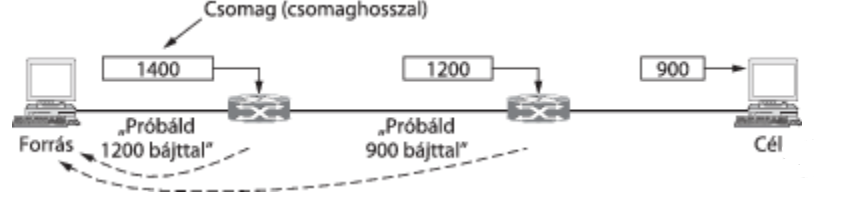 Csomag (csomaghosszal)
1400
1200
900
„Próbáld
1200 bájttal”
„Próbáld
900 bájttal”
Forrás
Cél